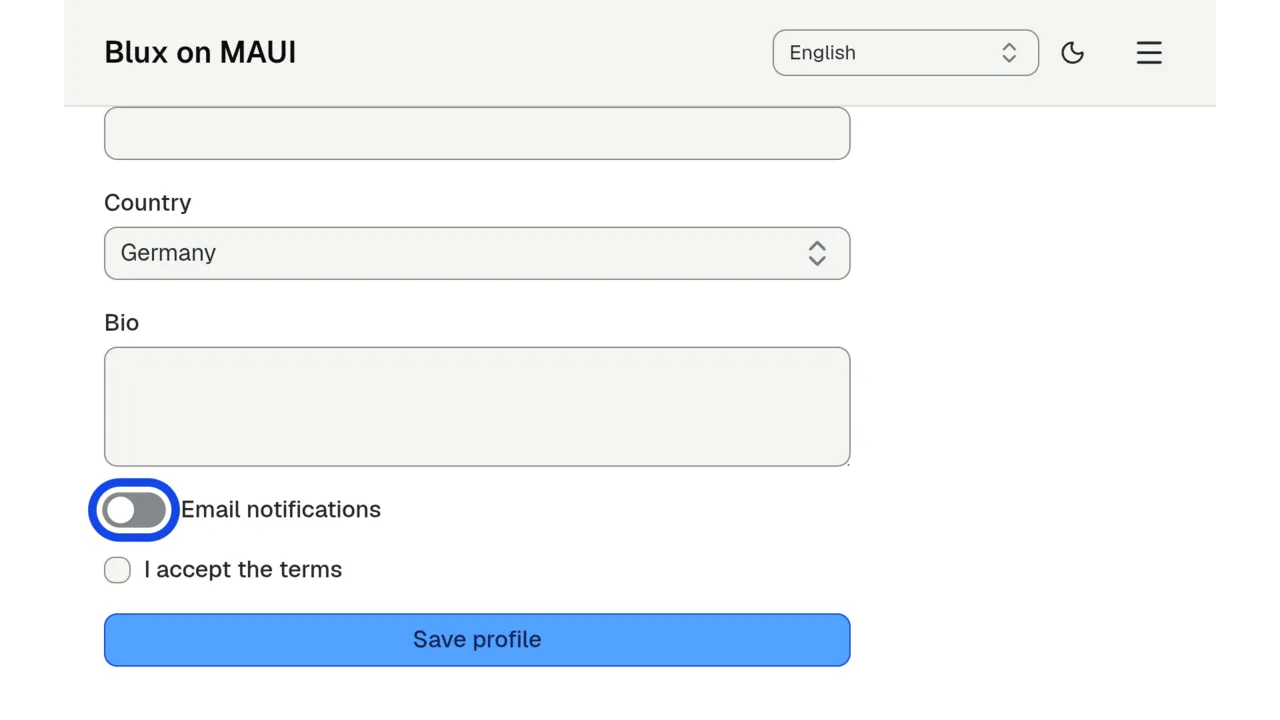 Blux on MAUI
English
Country
Germany
Bio
Email notifications
I accept the terms
Save profile